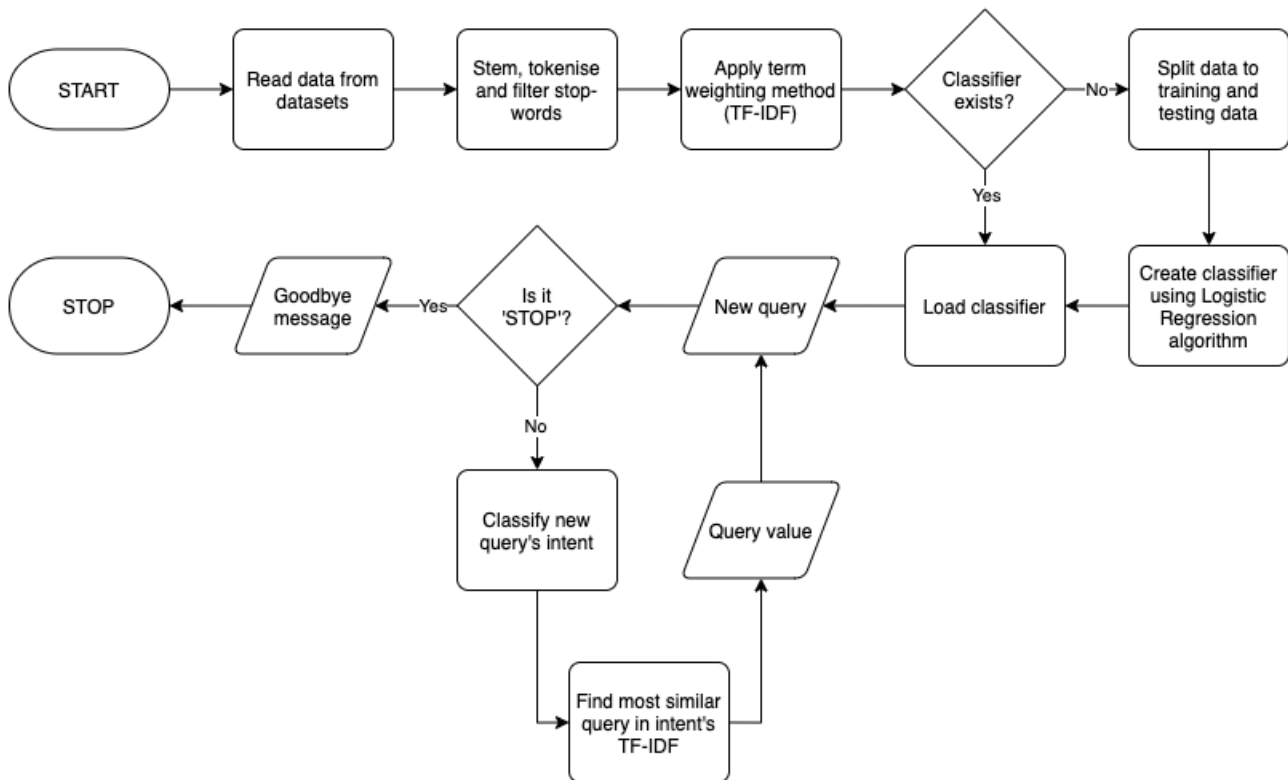 START
Read data from
datasets
Stem, tokenise
and filter stop-
words
Apply term
weighting method
(TF-IDF)
Classifier
exists?
No
Split data to
training and
testing data
Yes
STOP
Goodbye
message
Yes
Is it
'STOP'?
New query
Load classifier
Create classifier
using Logistic
Regression
algorithm
No
Classify new
query's intent
Query value
Find most similar
query in intent's
TF-IDF